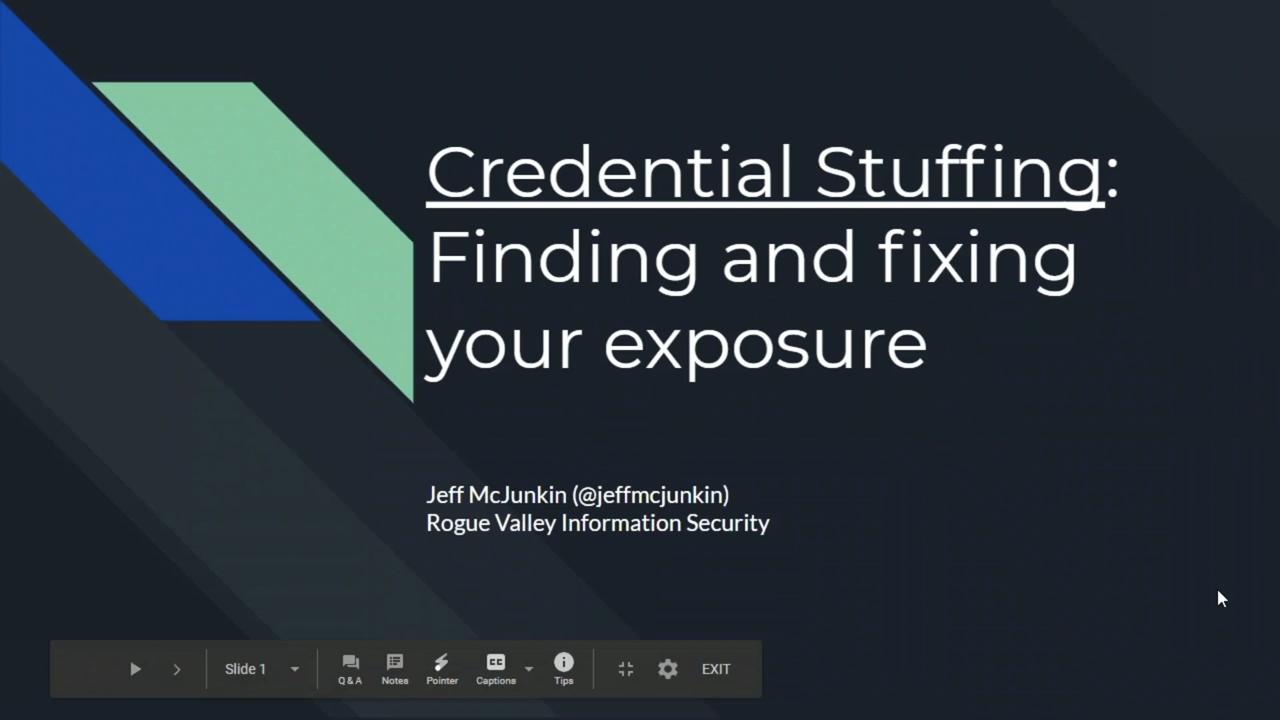 Credential Stuffing:
Finding and fixing
your exposure
Jeff McJunkin (@jeffmcjunkin)
Rogue Valley Information Security
Slide 1
Q & A
Notes
Pointer
CC
Captions
Tips
EXIT